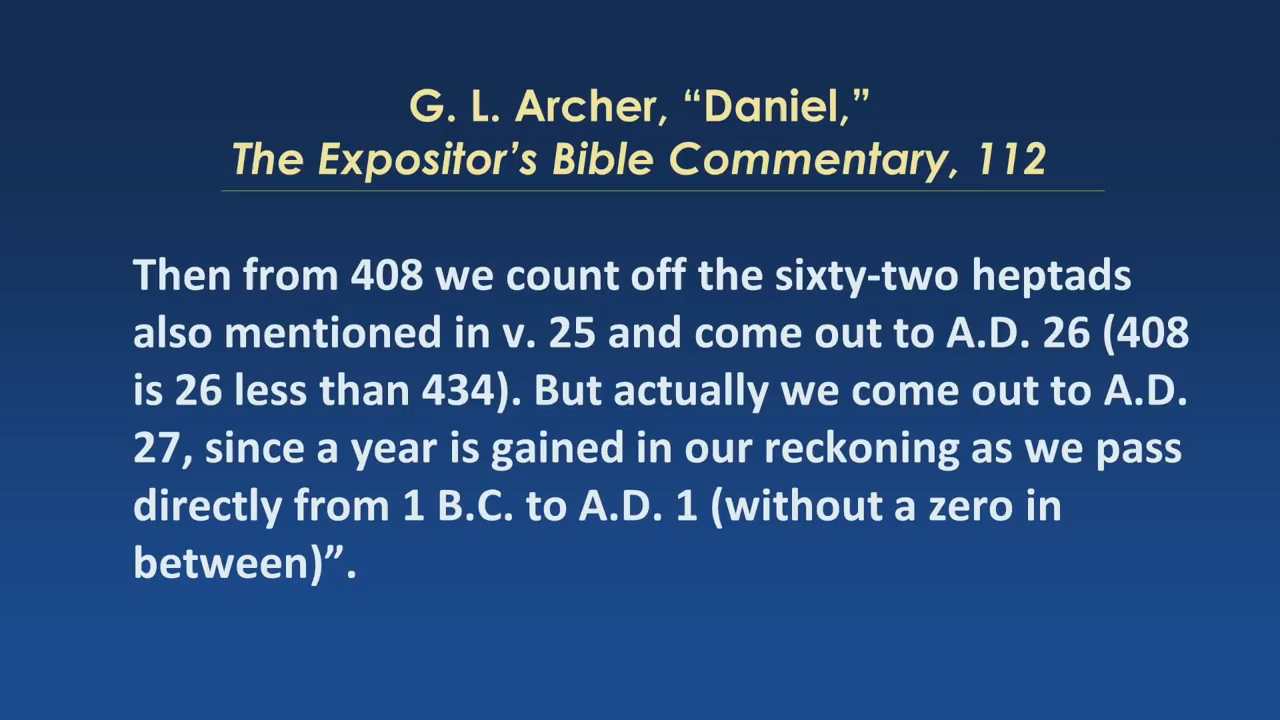 G. L. Archer, “Daniel,”
The Expositor’s Bible Commentary, 112
Then from 408 we count off the sixty-two heptads
also mentioned in v. 25 and come out to A.D. 26 (408
is 26 less than 434). But actually we come out to A.D.
27, since a year is gained in our reckoning as we pass
directly from 1 B.C. to A.D. 1 (without a zero in
between)”.